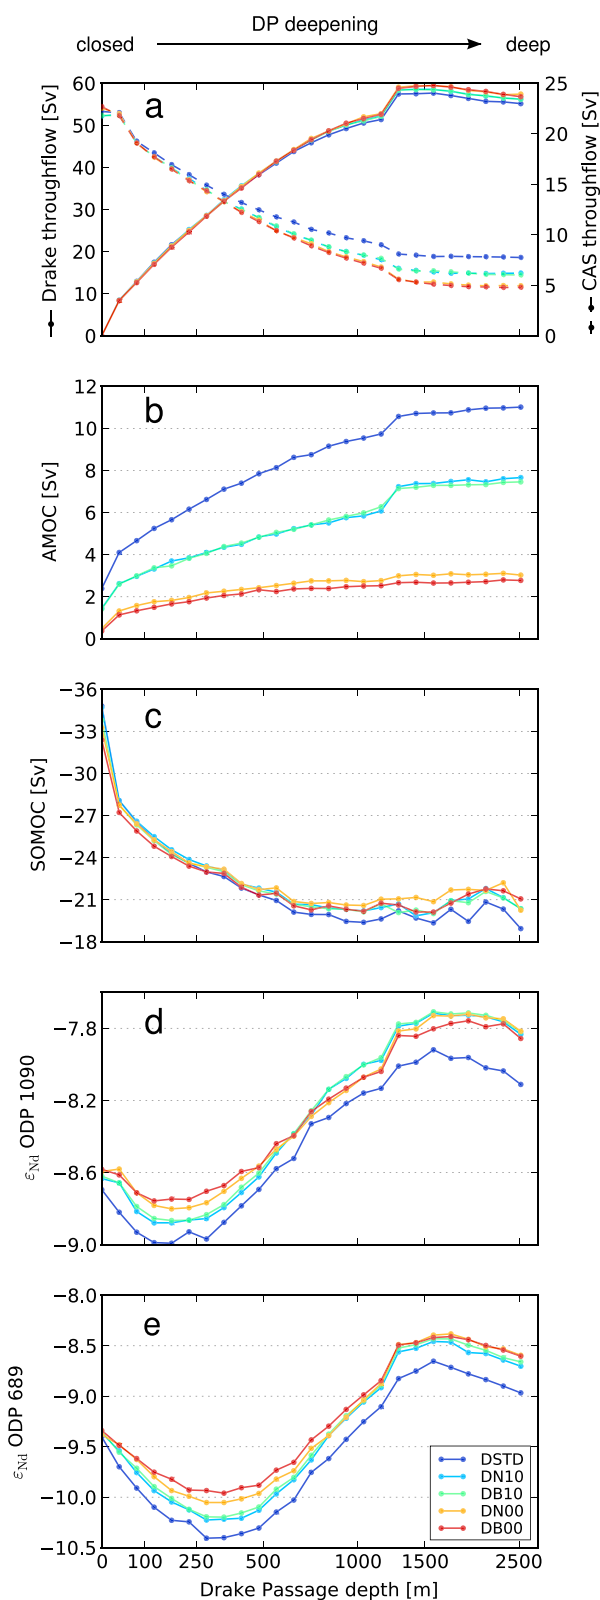 DP deepening
closed deep
a
60
50
40
30
20
10
0
Drake throughflow [Sv]
25
20
15
10
5
0
CAS throughflow [Sv]
b
12
10
8
6
4
2
0
AMOC [Sv]
c
−36
−33
−30
−27
−24
−21
−18
SOMOC [Sv]
d
−7.8
−8.2
−8.6
−9.0
εNd ODP 1090
e
−8.0
−8.5
−9.0
−9.5
−10.0
−10.5
εNd ODP 689
DSTD
DN10
DB10
DN00
DB00
0 100 250 500 1000 1500 2500
Drake Passage depth [m]